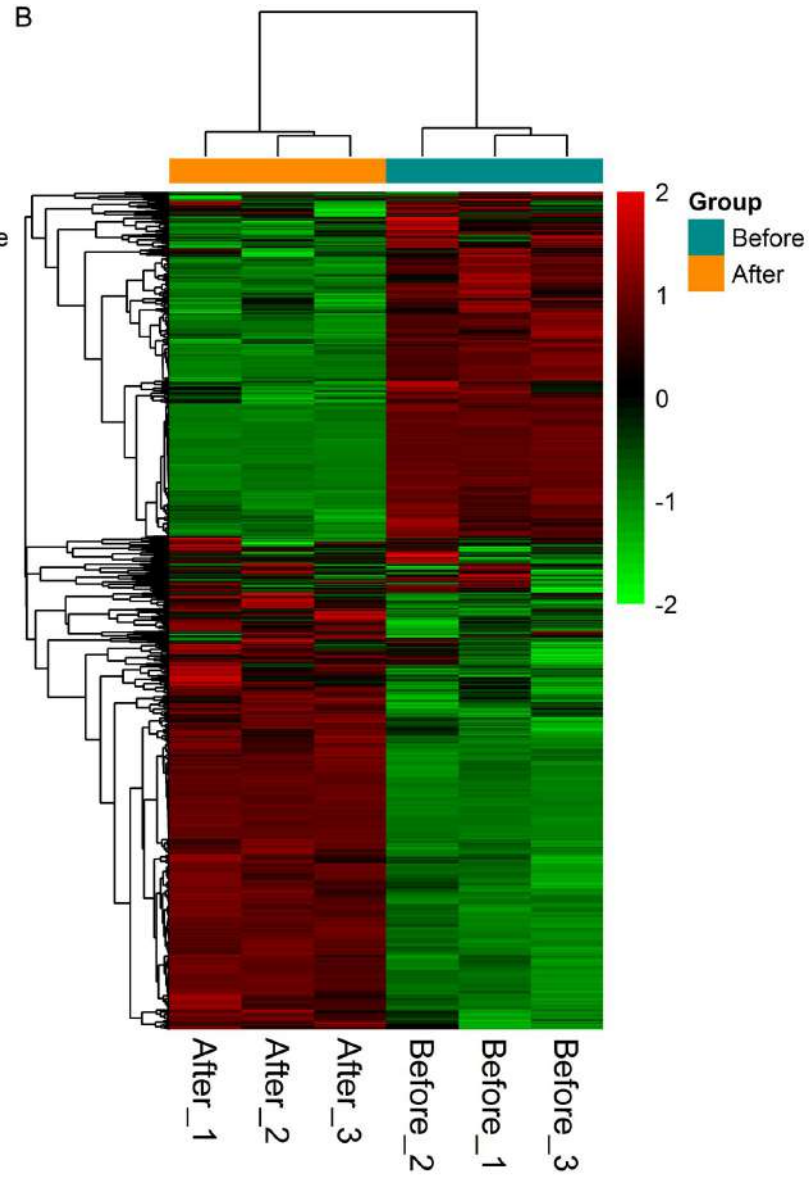 B
e
2
1
0
-1
-2
Group
Before
After
After_1
After_2
After_3
Before_2
Before_1
Before_3